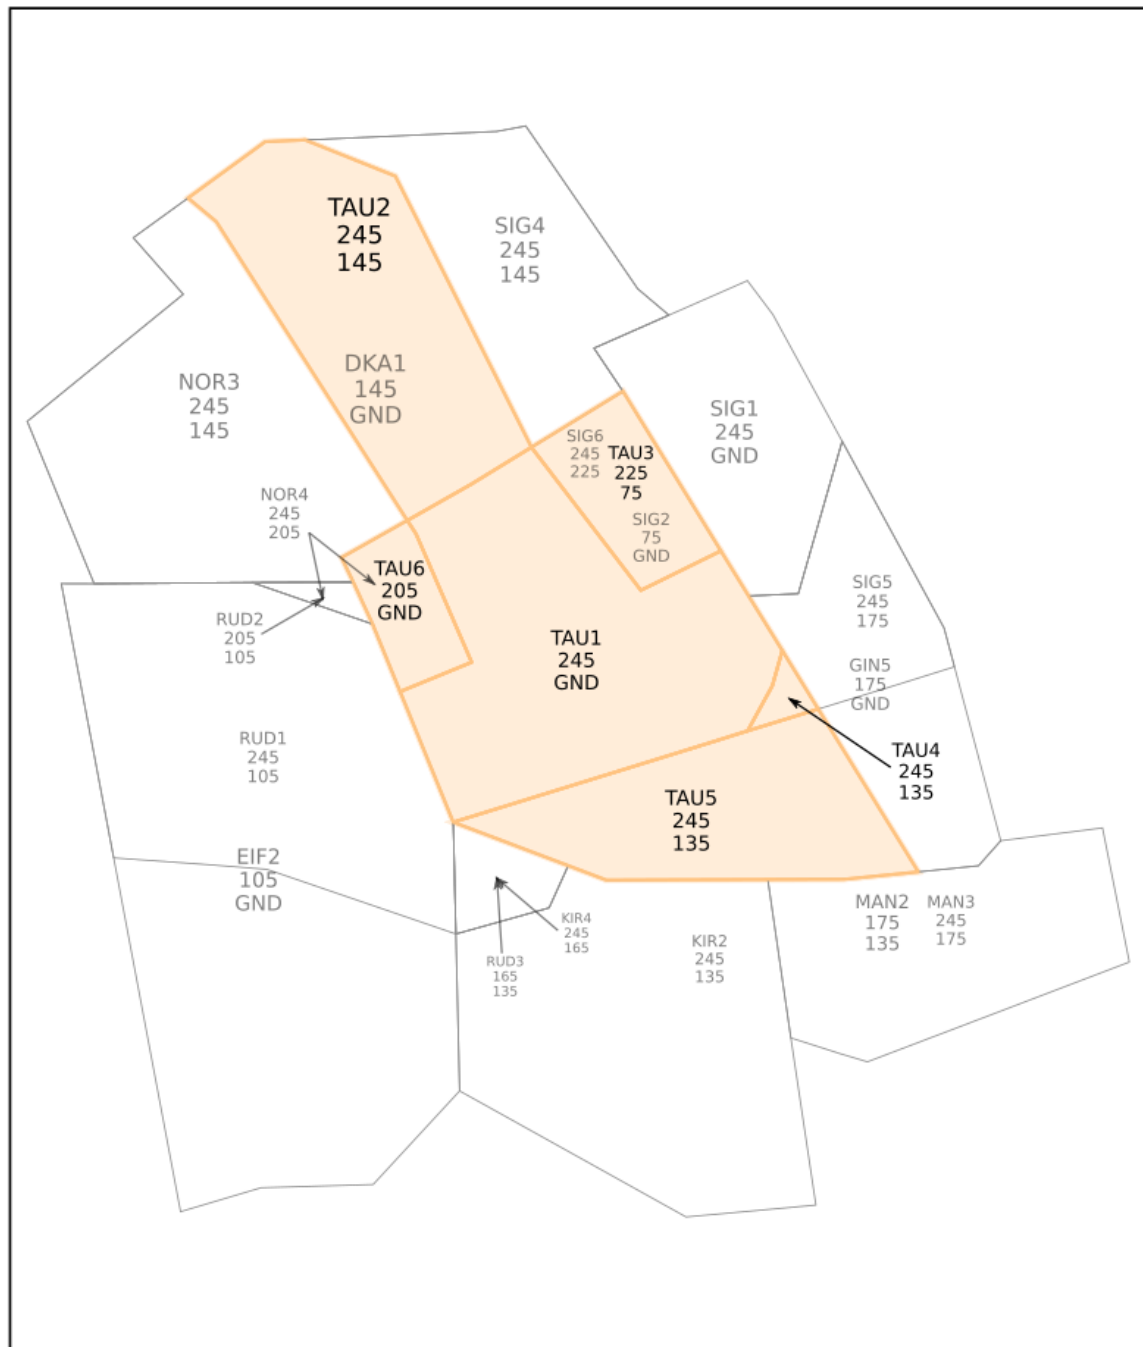 TAU2
245
145
SIG4
245
145
DKA1
145
GND
NOR3
245
145
SIG1
245
GND
SIG6
245
225
TAU3
225
75
NOR4
245
205
SIG2
75
GND
TAU6
205
GND
SIG5
245
175
RUD2
205
105
TAU1
245
GND
GIN5
175
GND
RUD1
245
105
TAU4
245
135
TAU5
245
135
EIF2
105
GND
MAN2
175
135
MAN3
245
175
KIR4
245
165
KIR2
245
135
RUD3
165
135